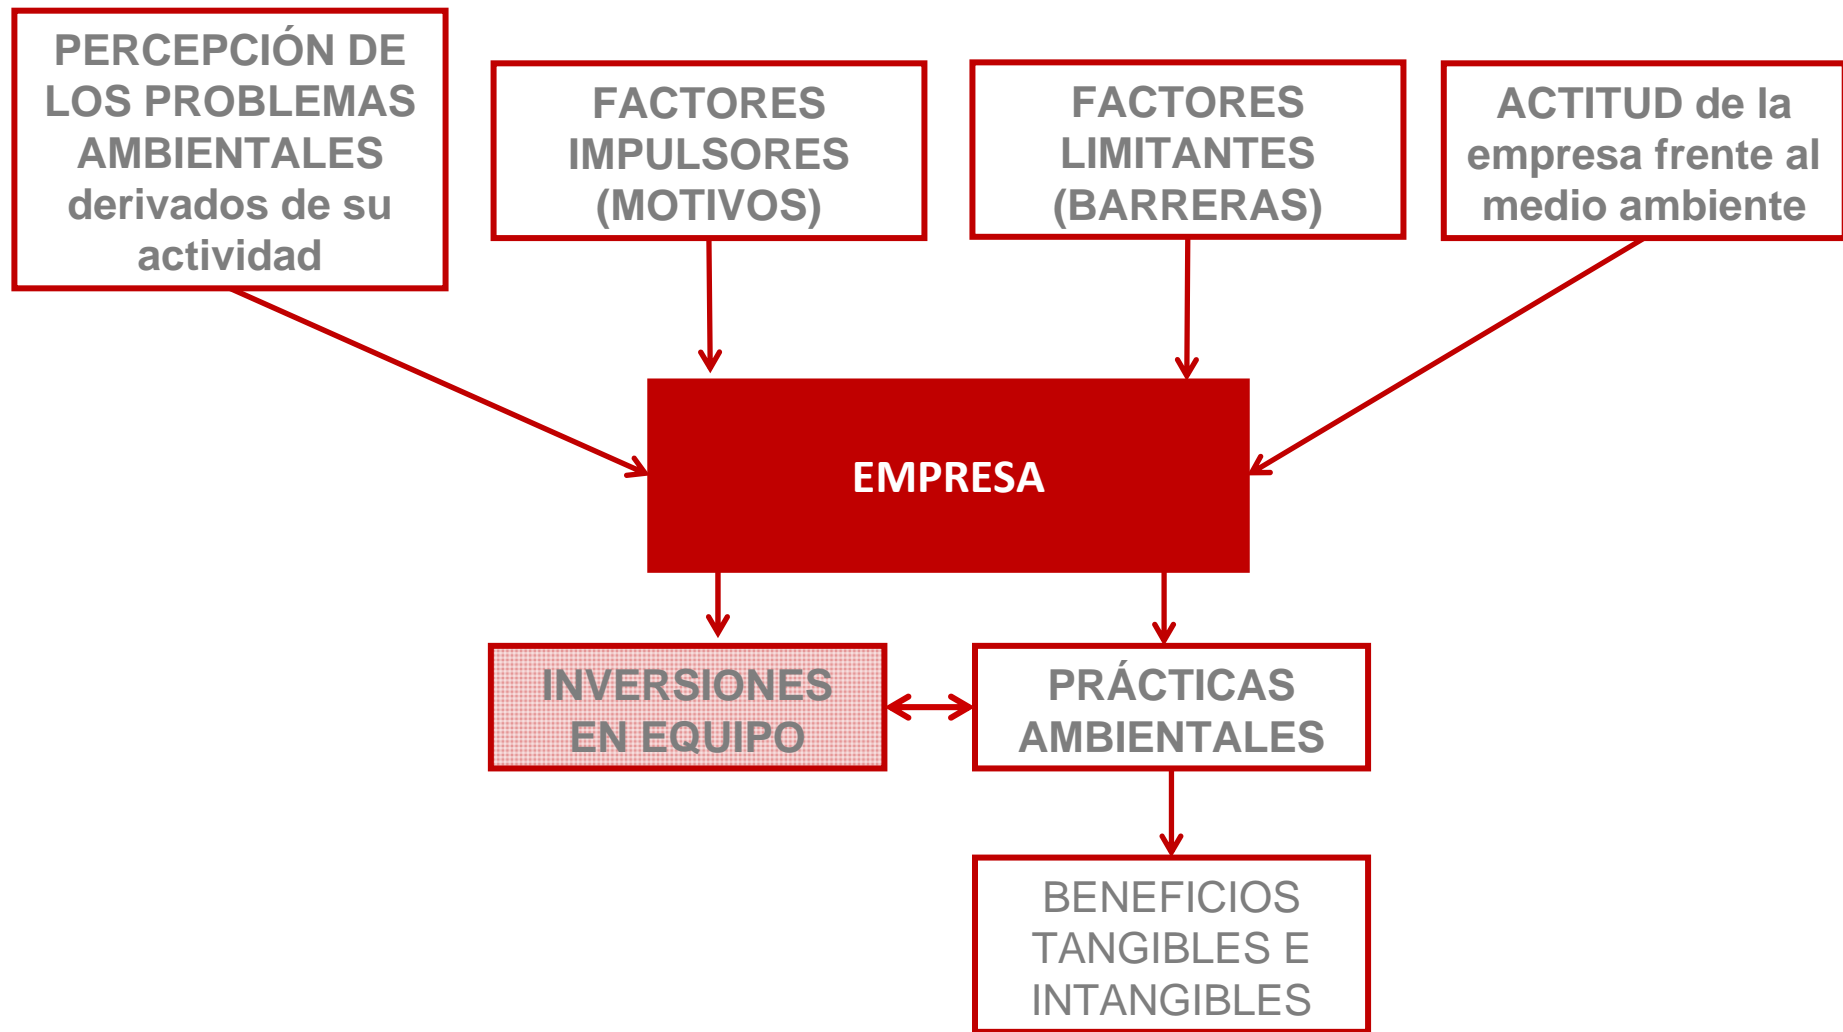 PERCEPCIÓN DE
LOS PROBLEMAS
AMBIENTALES
derivados de su
actividad
FACTORES
IMPULSORES
(MOTIVOS)
FACTORES
LIMITANTES
(BARRERAS)
ACTITUD de la
empresa frente al
medio ambiente
EMPRESA
INVERSIONES
EN EQUIPO
PRÁCTICAS
AMBIENTALES
BENEFICIOS
TANGIBLES E
INTANGIBLES